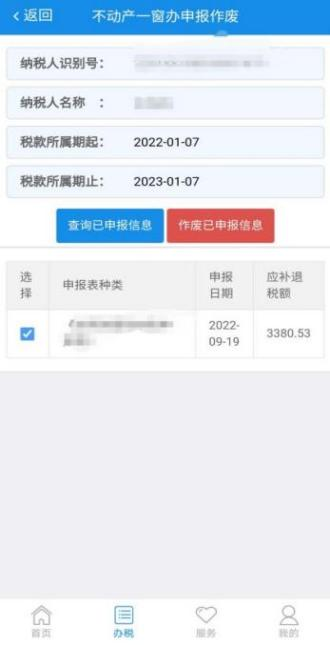 返回
不动产一窗办申报作废
纳税人识别号：
纳税人名称 ：
税款所属期起： 2022-01-07
税款所属期止： 2023-01-07
查询已申报信息 作废已申报信息
选择 申报表种类 申报日期 应补退税额
2022-09-19 3380.53
首页 办税 服务 我的